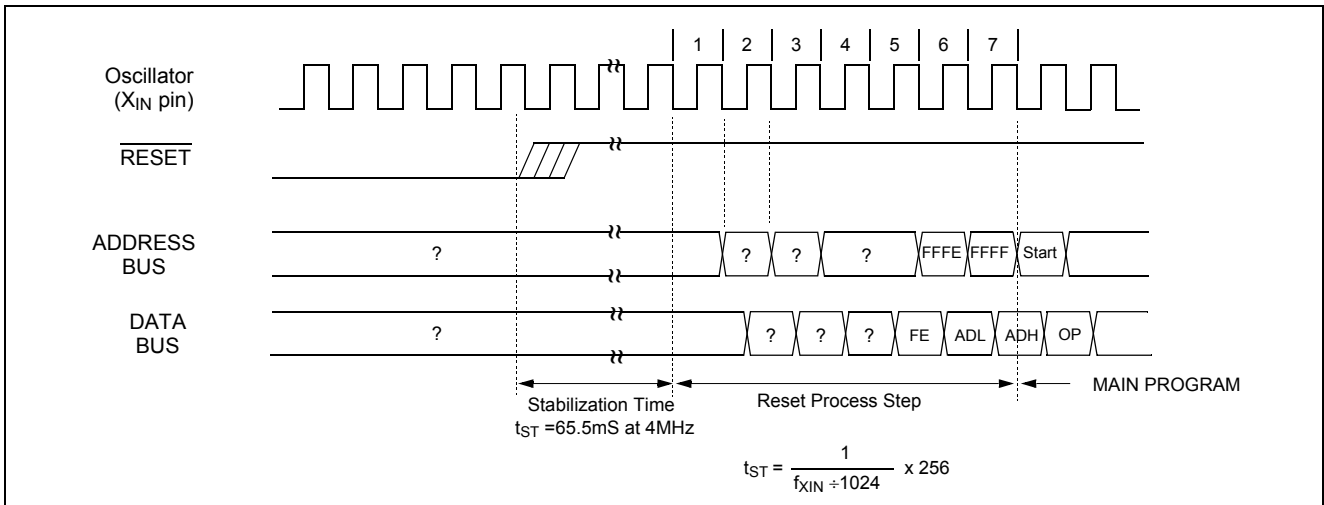 1 2 3 4 5 6 7
Oscillator
(XIN pin)
RESET
ADDRESS
BUS
? ? ? ? FFFE FFFF Start
DATA
BUS
? ? ? ? FE ADL ADH OP
MAIN PROGRAM
Stabilization Time
tST =65.5mS at 4MHz
Reset Process Step
tST = 1 / fXIN ÷1024 x 256